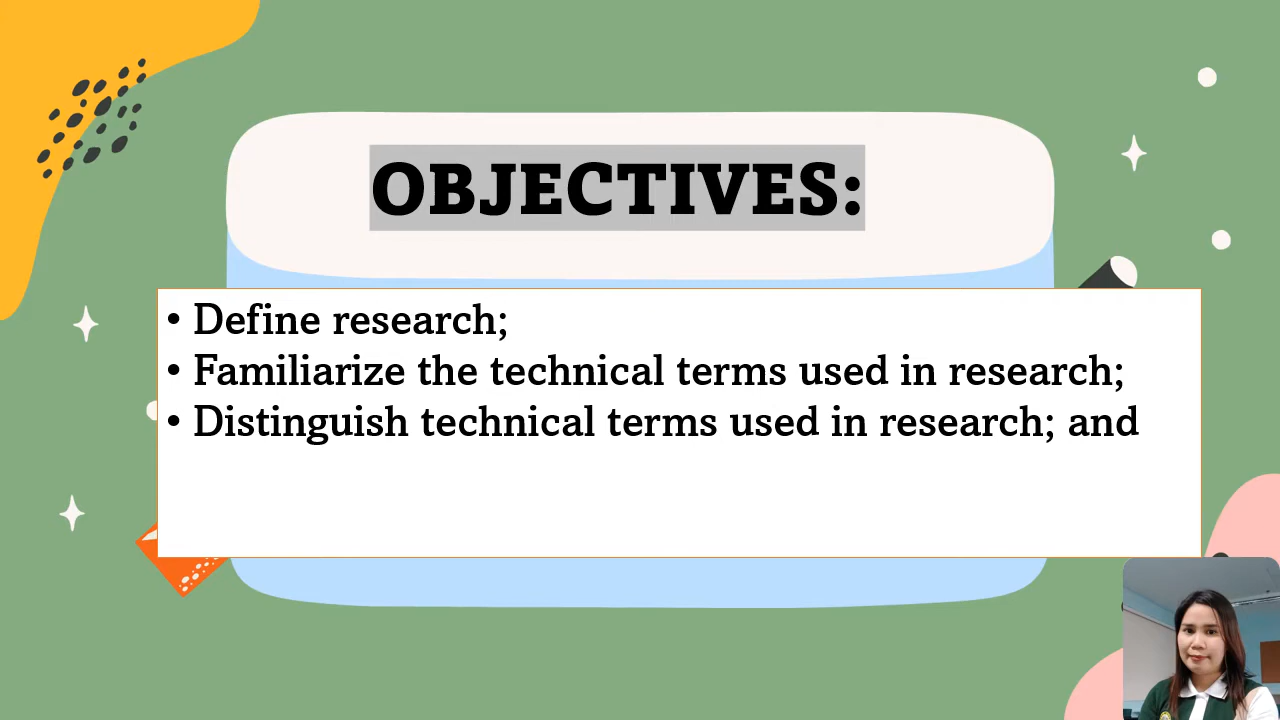 OBJECTIVES:
• Define research;
• Familiarize the technical terms used in research;
• Distinguish technical terms used in research; and